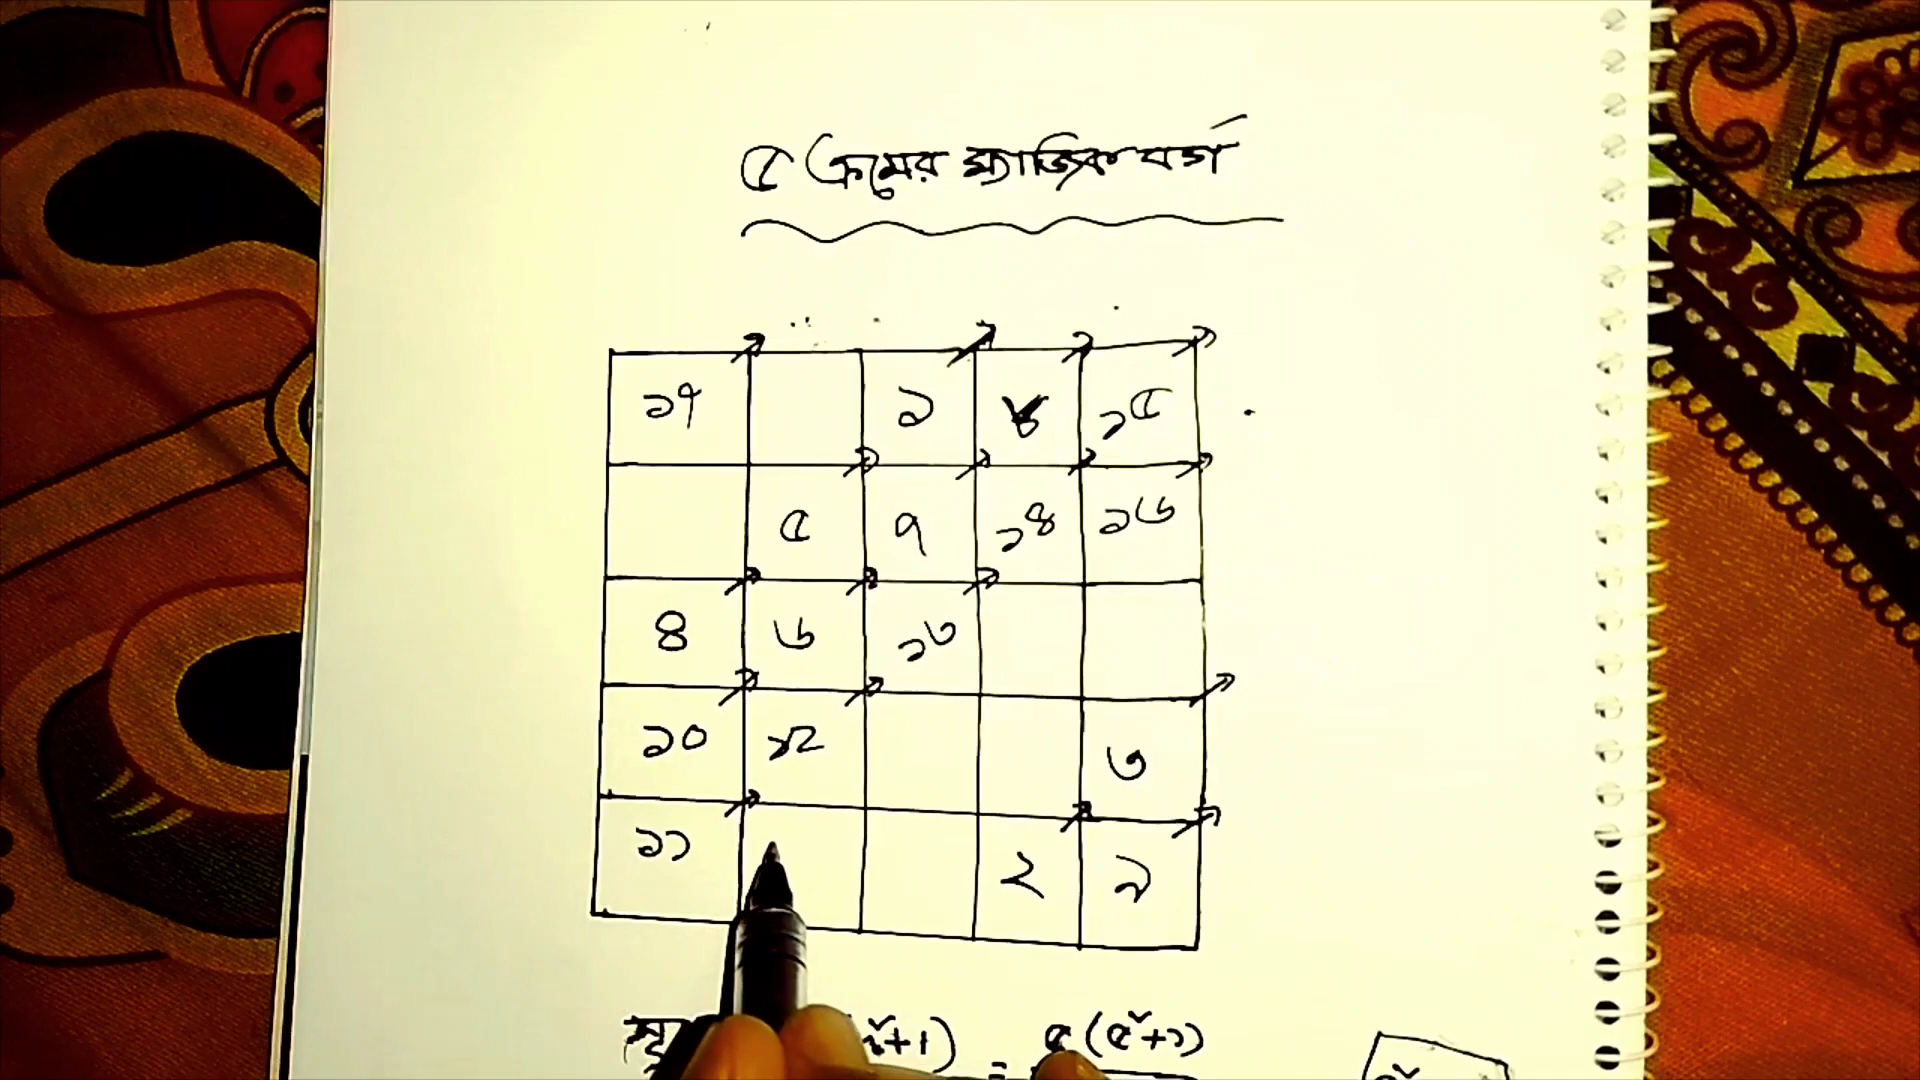 ৫ ক্রমের ম্যাজিক বর্গ
১৭ ১ ৮ ১৫
৫ ৭ ১৪ ১৬
৪ ৬ ১৩
১০ ১২ ৩
১১ ২ ৯
+1) = ৫(৫²+১)